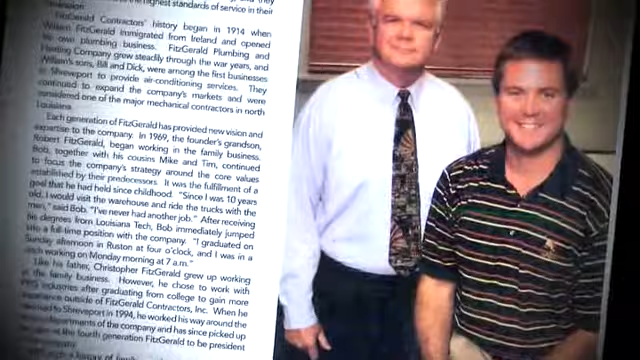 highest standards of service in their
FitzGerald Contractors' history began in 1914 when
William FitzGerald immigrated from Ireland and opened
his own plumbing business. FitzGerald Plumbing and
Heating Company grew steadily through the war years, and
William's sons, Bill and Dick, were among the first businesses
in Shreveport to provide air-conditioning services. They
continued to expand the company's markets and were
considered one of the major mechanical contractors in north
Louisiana.
Each generation of FitzGerald has provided new vision and
expertise to the company. In 1969, the founder's grandson,
Robert FitzGerald, began working in the family business.
Bob, together with his cousins Mike and Tim, continued
to focus the company's strategy around the core values
established by their predecessors. It was the fulfillment of a
goal that he had held since childhood. "Since I was 10 years
old, I would visit the warehouse and ride the trucks with the
men," said Bob. "I've never had another job." After receiving
his degrees from Louisiana Tech, Bob immediately jumped
into a full-time position with the company. "I graduated on
Sunday afternoon in Ruston at four o'clock, and I was in a
ditch working on Monday morning at 7 a.m."
Like his father, Christopher FitzGerald grew up working
in the family business. However, he chose to work with
industries after graduating from college to gain more
experience outside of FitzGerald Contractors, Inc. When he
to Shreveport in 1994, he worked his way around the
departments of the company and has since picked up
the fourth generation FitzGerald to be president